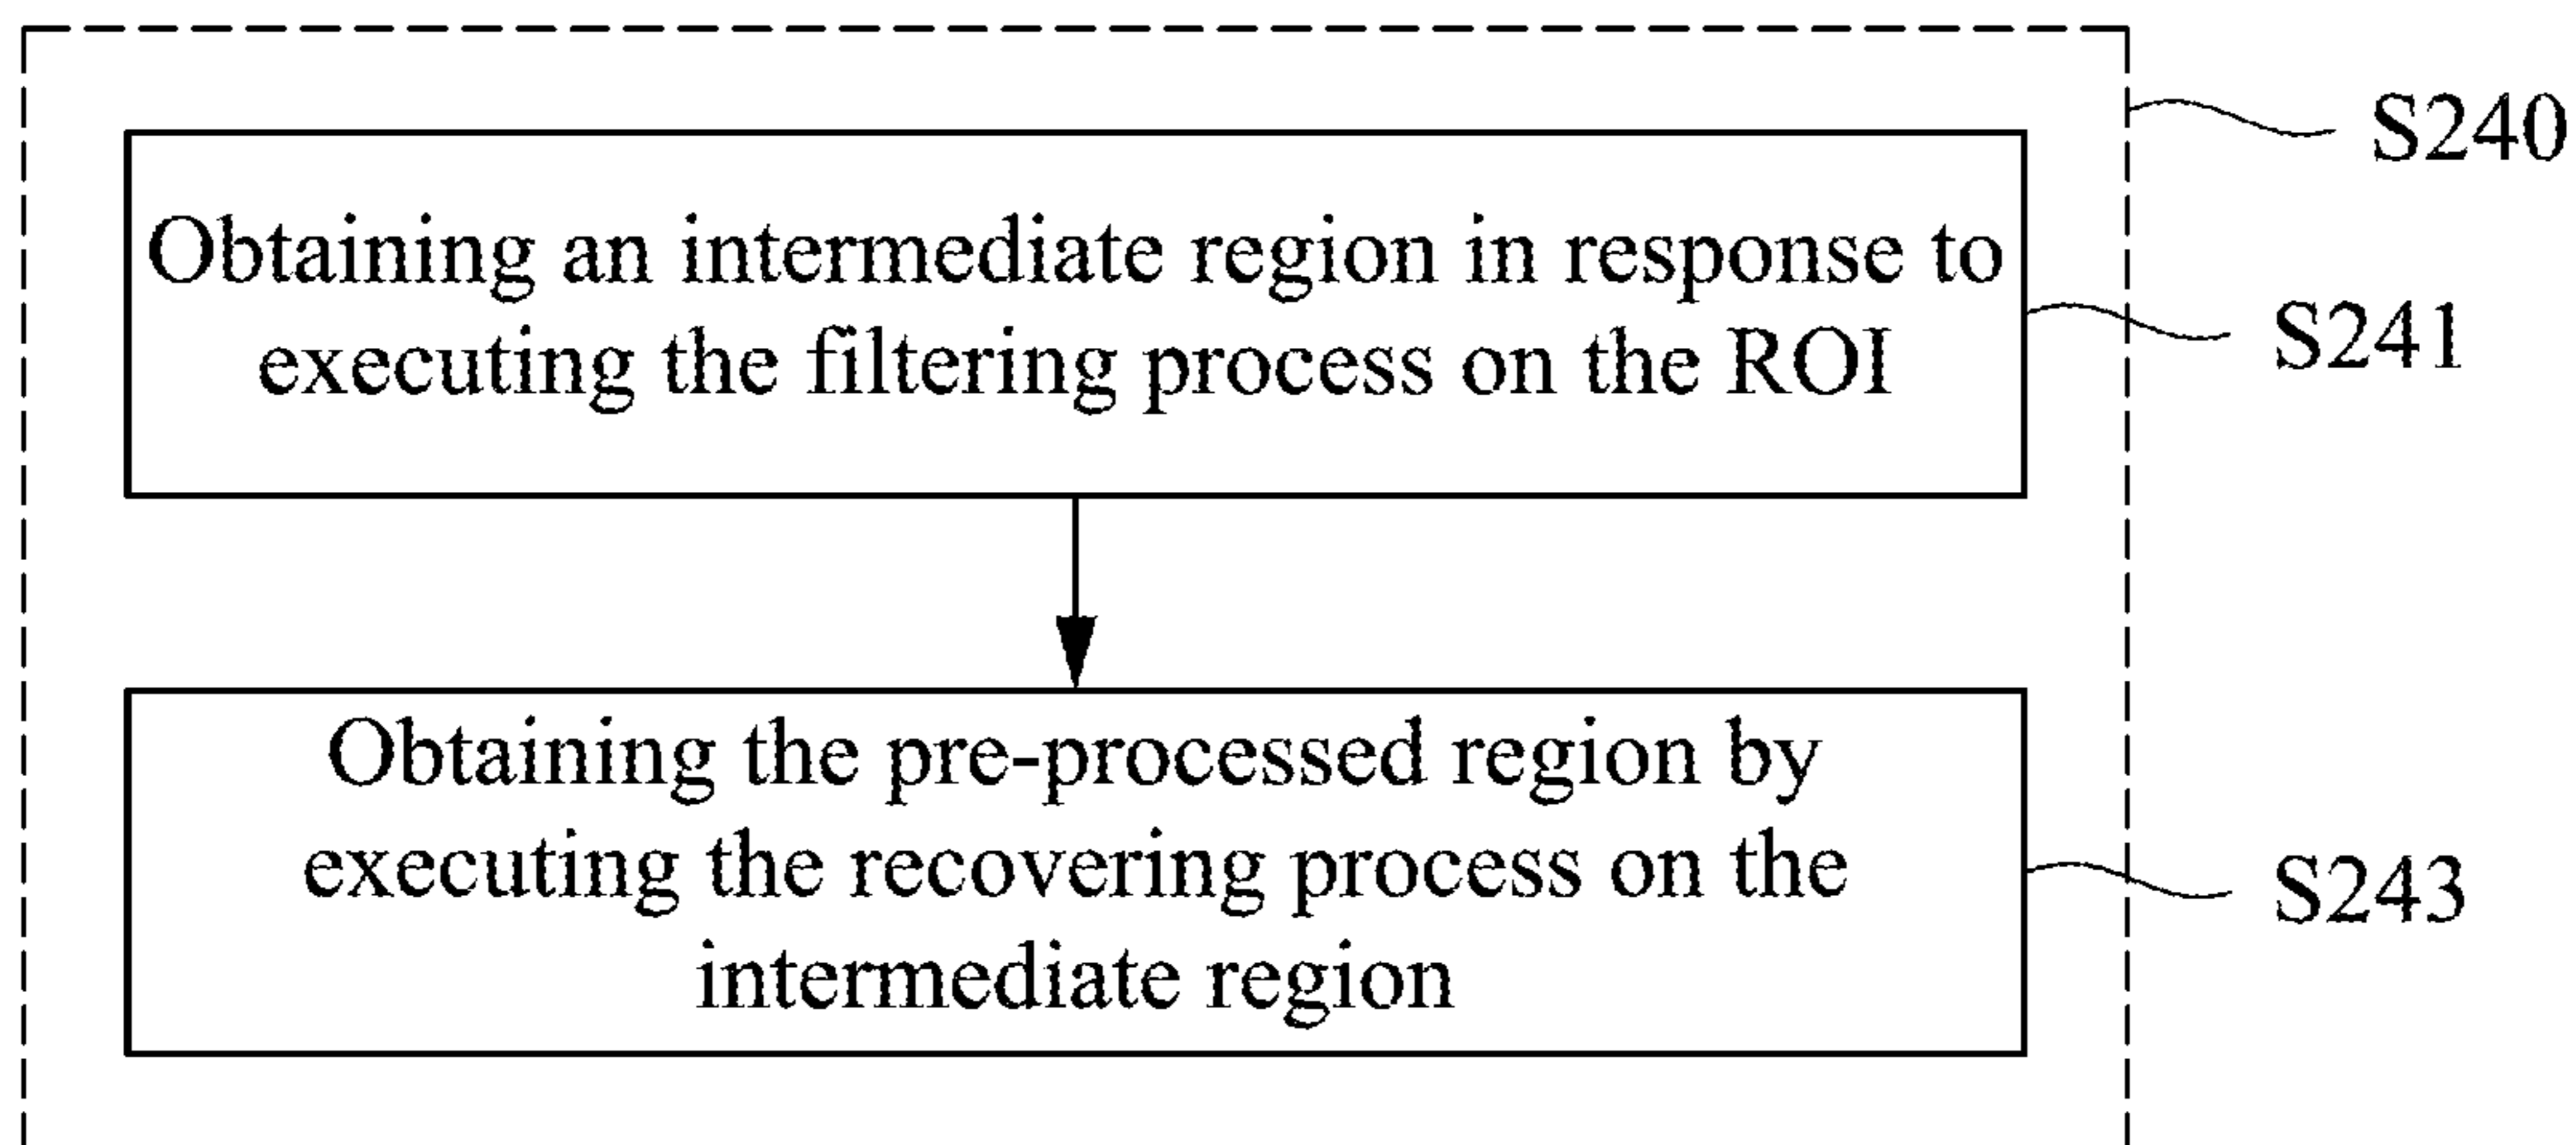 S240
Obtaining an intermediate region in response to
executing the filtering process on the ROI
S241
Obtaining the pre-processed region by
executing the recovering process on the
intermediate region
S243